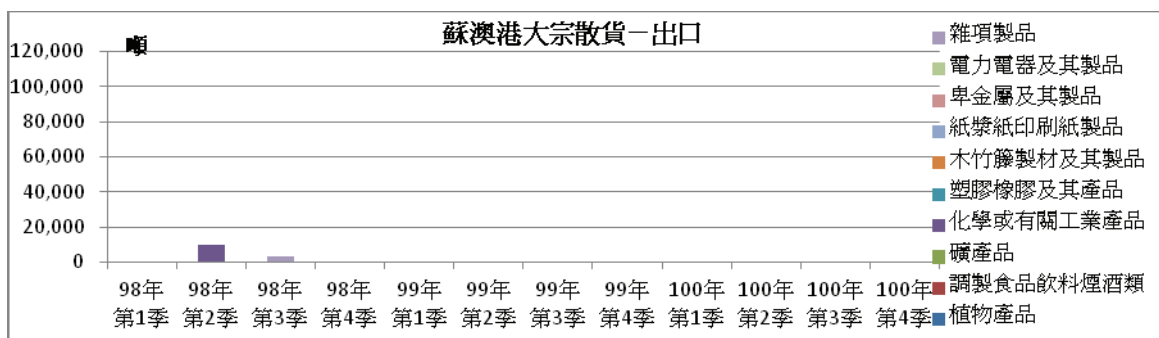 蘇澳港大宗散貨－出口
120,000
100,000
80,000
60,000
40,000
20,000
0
98年 第1季
98年 第2季
98年 第3季
98年 第4季
99年 第1季
99年 第2季
99年 第3季
99年 第4季
100年 第1季
100年 第2季
100年 第3季
100年 第4季
雜項製品
電力電器及其製品
卑金屬及其製品
紙漿紙印刷紙製品
木竹籐製材及其製品
塑膠橡膠及其產品
化學或有關工業產品
礦產品
調製食品飲料煙酒類
植物產品